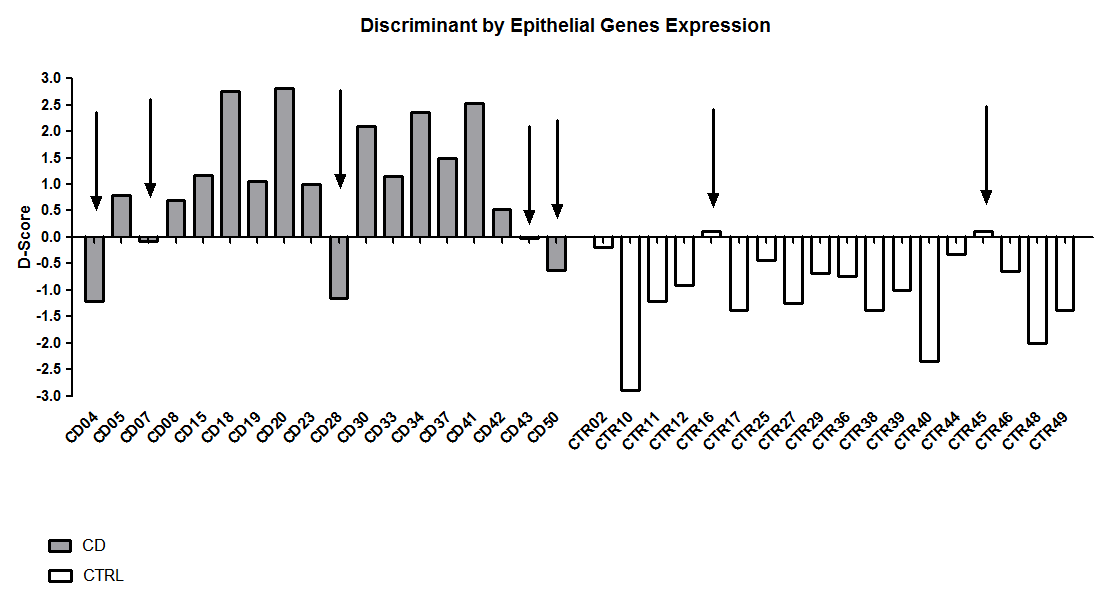 Discriminant by Epithelial Genes Expression
3.0
2.5
2.0
1.5
1.0
0.5
0.0
-0.5
-1.0
-1.5
-2.0
-2.5
-3.0
D-Score
CD04
CD05
CD07
CD08
CD15
CD18
CD19
CD20
CD23
CD28
CD30
CD33
CD34
CD37
CD41
CD42
CD43
CD50
CTR02
CTR10
CTR11
CTR12
CTR16
CTR17
CTR25
CTR27
CTR29
CTR36
CTR38
CTR39
CTR40
CTR44
CTR45
CTR46
CTR48
CTR49
CD
CTRL